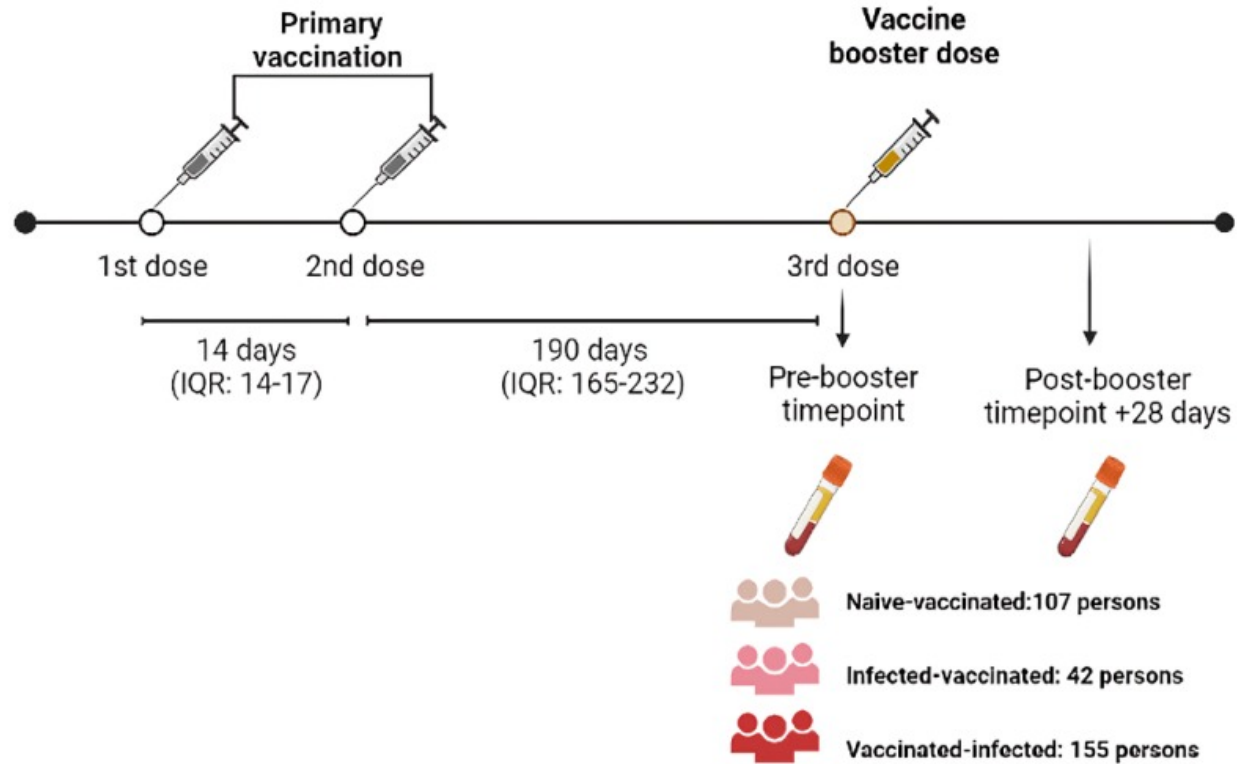 Primary
vaccination
Vaccine
booster dose
1st dose
2nd dose
3rd dose
14 days
(IQR: 14-17)
190 days
(IQR: 165-232)
Pre-booster
timepoint
Post-booster
timepoint +28 days
Naive-vaccinated:107 persons
Infected-vaccinated: 42 persons
Vaccinated-infected: 155 persons